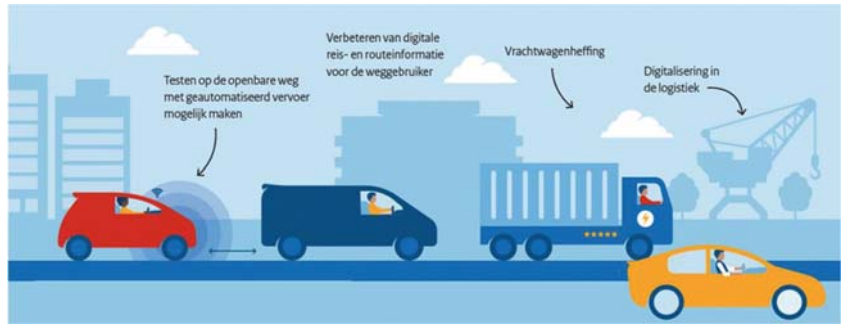 Testen op de openbare weg
met geautomatiseerd vervoer
mogelijk maken
Verbeteren van digitale
reis- en routeinformatie
voor de weggebruiker
Vrachtwagenheffing
Digitalisering in
de logistiek